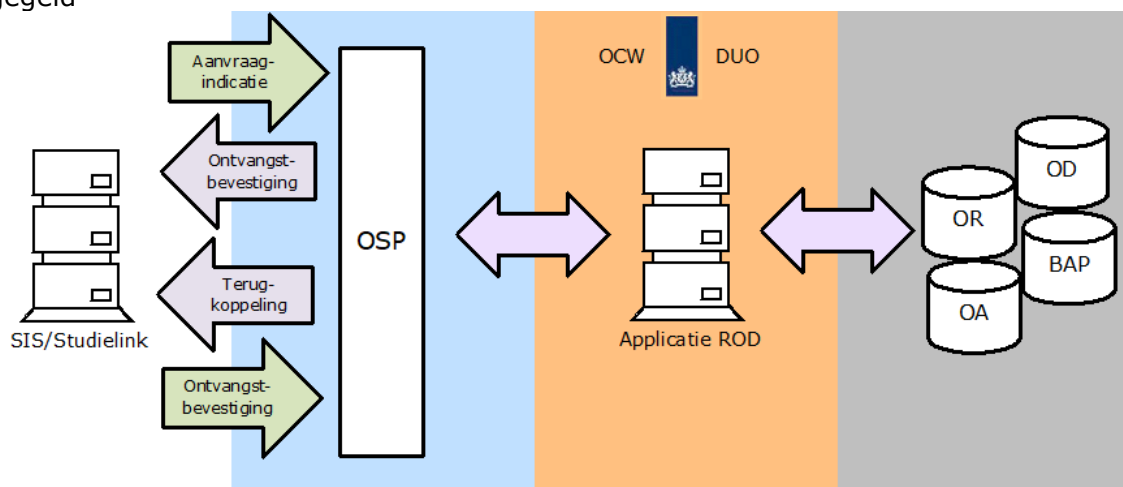 Aanvraag-
indicatie
Ontvangst-
bevestiging
Terug-
koppeling
Ontvangst-
bevestiging
SIS/Studielink
OSP
OCW
DUO
Applicatie ROD
OD
OR
BAP
OA